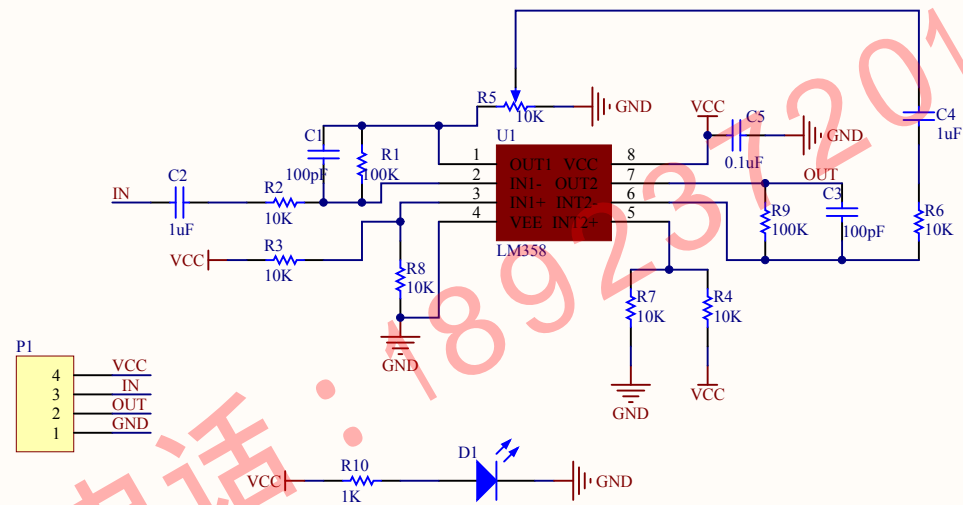 R5
10K
GND
VCC
C5
0.1uF
GND
C4
1uF
C1
100pF
R1
100K
U1
1
OUT1
VCC
8
2
IN1-
OUT2
7
3
IN1+
INT2-
6
4
VEE
INT2+
5
LM358
OUT
IN
C2
1uF
R2
10K
R9
100K
C3
100pF
R6
10K
VCC
R3
10K
R8
10K
GND
R7
10K
R4
10K
GND
VCC
P1
4
VCC
3
IN
2
OUT
1
GND
VCC
R10
1K
D1
GND
电话：189237201